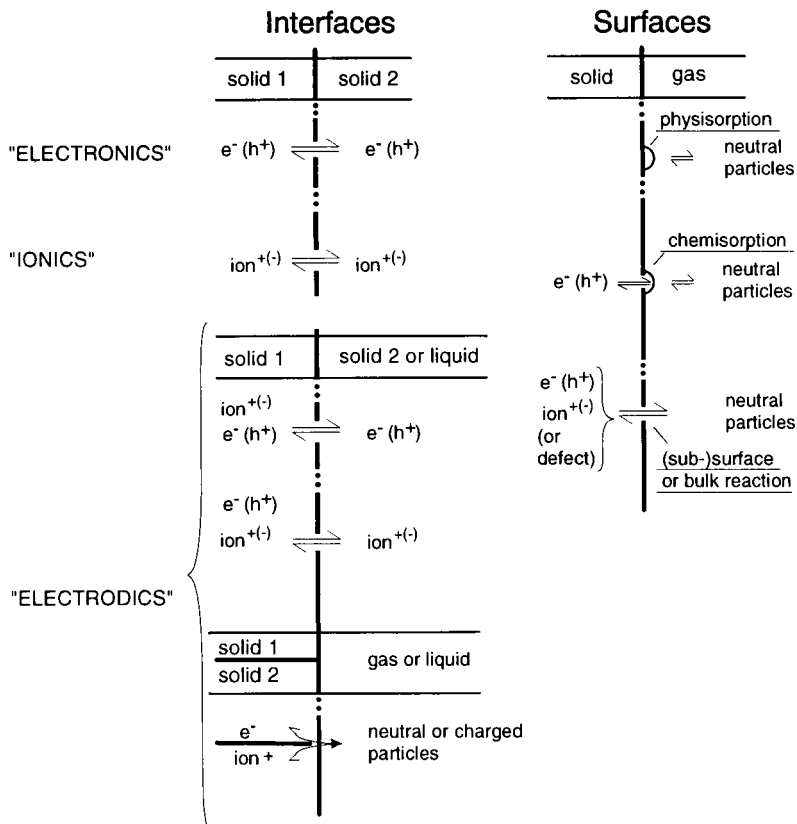 Interfaces
solid 1 solid 2
"ELECTRONICS"
e⁻ (h⁺) ⇌ e⁻ (h⁺)
"IONICS"
ion⁺⁽⁻⁾ ⇌ ion⁺⁽⁻⁾
"ELECTRODICS"
solid 1 solid 2 or liquid
ion⁺⁽⁻⁾
e⁻ (h⁺) ⇌ e⁻ (h⁺)
e⁻ (h⁺)
ion⁺⁽⁻⁾ ⇌ ion⁺⁽⁻⁾
solid 1
solid 2
gas or liquid
e⁻
ion +
neutral or charged
particles
Surfaces
solid gas
physisorption
⇌ neutral
particles
chemisorption
e⁻ (h⁺) ⇌ ⇌ neutral
particles
e⁻ (h⁺)
ion⁺⁽⁻⁾
(or
defect)
⇌ neutral
particles
(sub-)surface
or bulk reaction